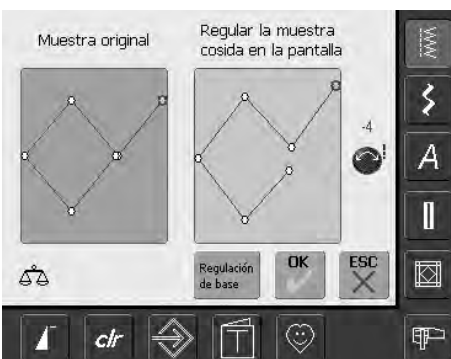 Muestra original
Regular la muestra
cosida en la pantalla
-4
A
Regulación
de base
OK
ESC
clr